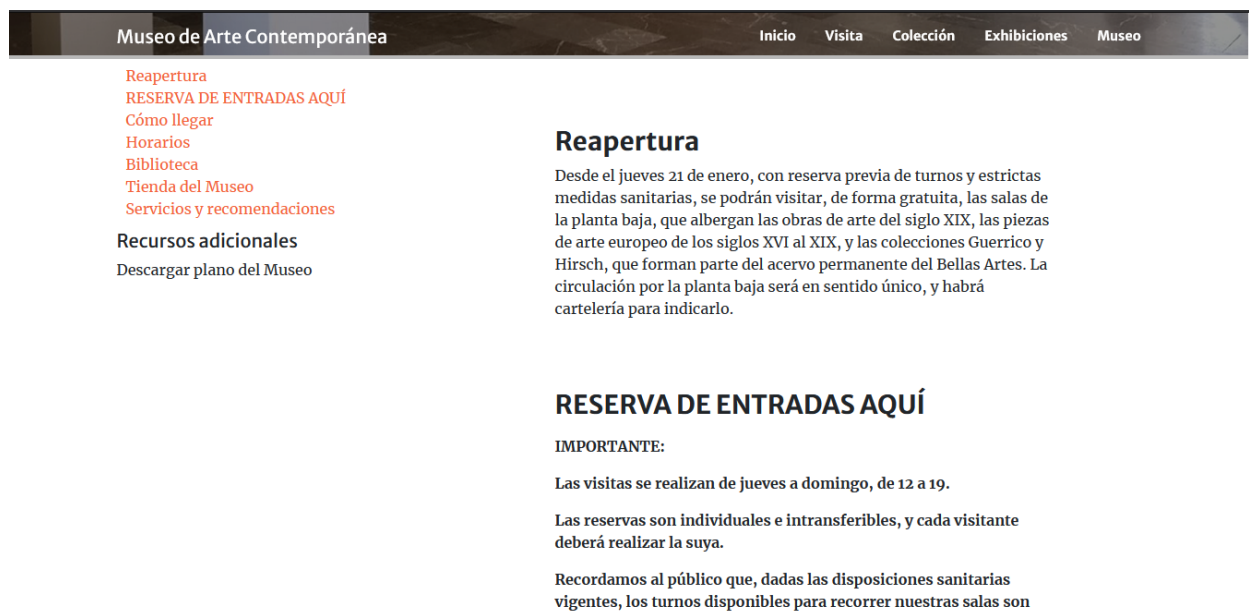 Museo de Arte Contemporánea
Inicio Visita Colección Exhibiciones Museo
Reapertura
RESERVA DE ENTRADAS AQUÍ
Cómo llegar
Horarios
Biblioteca
Tienda del Museo
Servicios y recomendaciones
Recursos adicionales
Descargar plano del Museo
Reapertura
Desde el jueves 21 de enero, con reserva previa de turnos y estrictas
medidas sanitarias, se podrán visitar, de forma gratuita, las salas de
la planta baja, que albergan las obras de arte del siglo XIX, las piezas
de arte europeo de los siglos XVI al XIX, y las colecciones Guerrico y
Hirsch, que forman parte del acervo permanente del Bellas Artes. La
circulación por la planta baja será en sentido único, y habrá
cartelería para indicarlo.
RESERVA DE ENTRADAS AQUÍ
IMPORTANTE:
Las visitas se realizan de jueves a domingo, de 12 a 19.
Las reservas son individuales e intransferibles, y cada visitante
deberá realizar la suya.
Recordamos al público que, dadas las disposiciones sanitarias
vigentes, los turnos disponibles para recorrer nuestras salas son